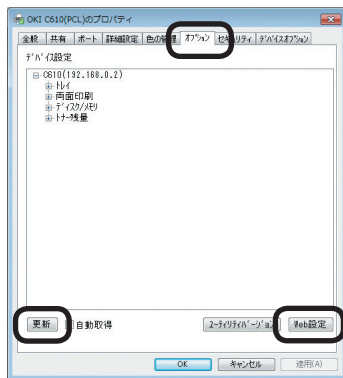 OKI C610(PCL)のプロパティ
全般 共有 ポート 詳細設定 色の管理 オプション セキュリティ デバイスオプション
デバイス設定
C610(192.168.0.2)
トレイ
両面印刷
ディスク/メモリ
トナー残量
更新 自動取得 ユーティリティバージョン Web設定
OK キャンセル 適用(A)